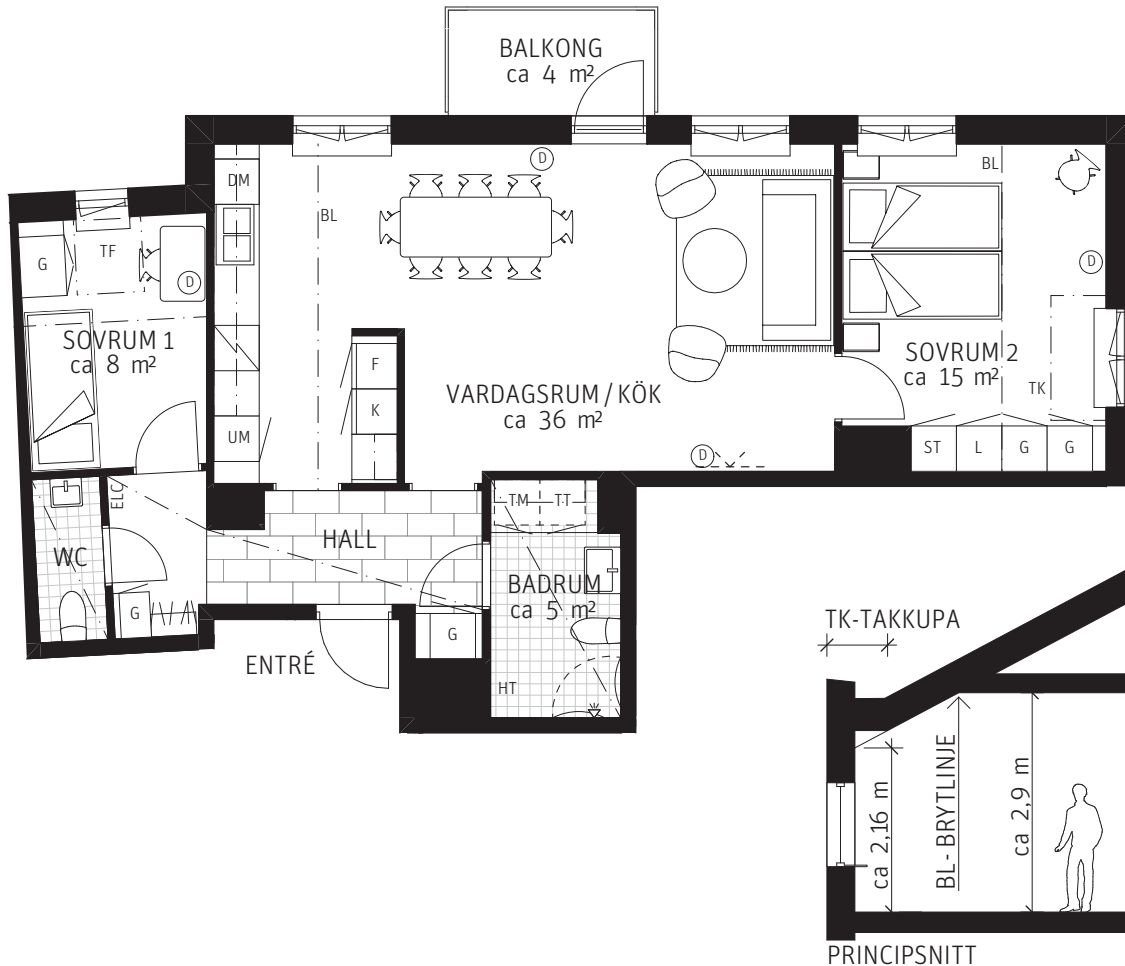 BALKONG
ca 4 m²
D
DM
BL
BL
G
TF
D
D
SOVRUM 1
ca 8 m²
F
SOVRUM 2
ca 15 m²
TK
VARDAGSRUM / KÖK
ca 36 m²
K
UM
D
ST L G G
ELC
TM TT
HALL
WC
BADRUM
ca 5 m²
G
G
TK-TAKKUPA
ENTRÉ
HT
ca 2,16 m
BL- BRYTLINJE
ca 2,9 m
PRINCIPSNITT